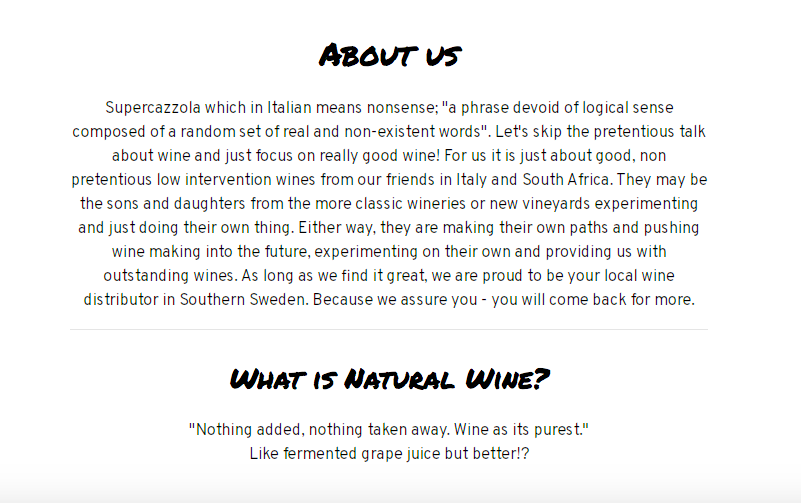 About us
Supercazzola which in Italian means nonsense; "a phrase devoid of logical sense
composed of a random set of real and non-existent words". Let's skip the pretentious talk
about wine and just focus on really good wine! For us it is just about good, non
pretentious low intervention wines from our friends in Italy and South Africa. They may be
the sons and daughters from the more classic wineries or new vineyards experimenting
and just doing their own thing. Either way, they are making their own paths and pushing
wine making into the future, experimenting on their own and providing us with
outstanding wines. As long as we find it great, we are proud to be your local wine
distributor in Southern Sweden. Because we assure you - you will come back for more.
What is Natural Wine?
"Nothing added, nothing taken away. Wine as its purest."
Like fermented grape juice but better!?